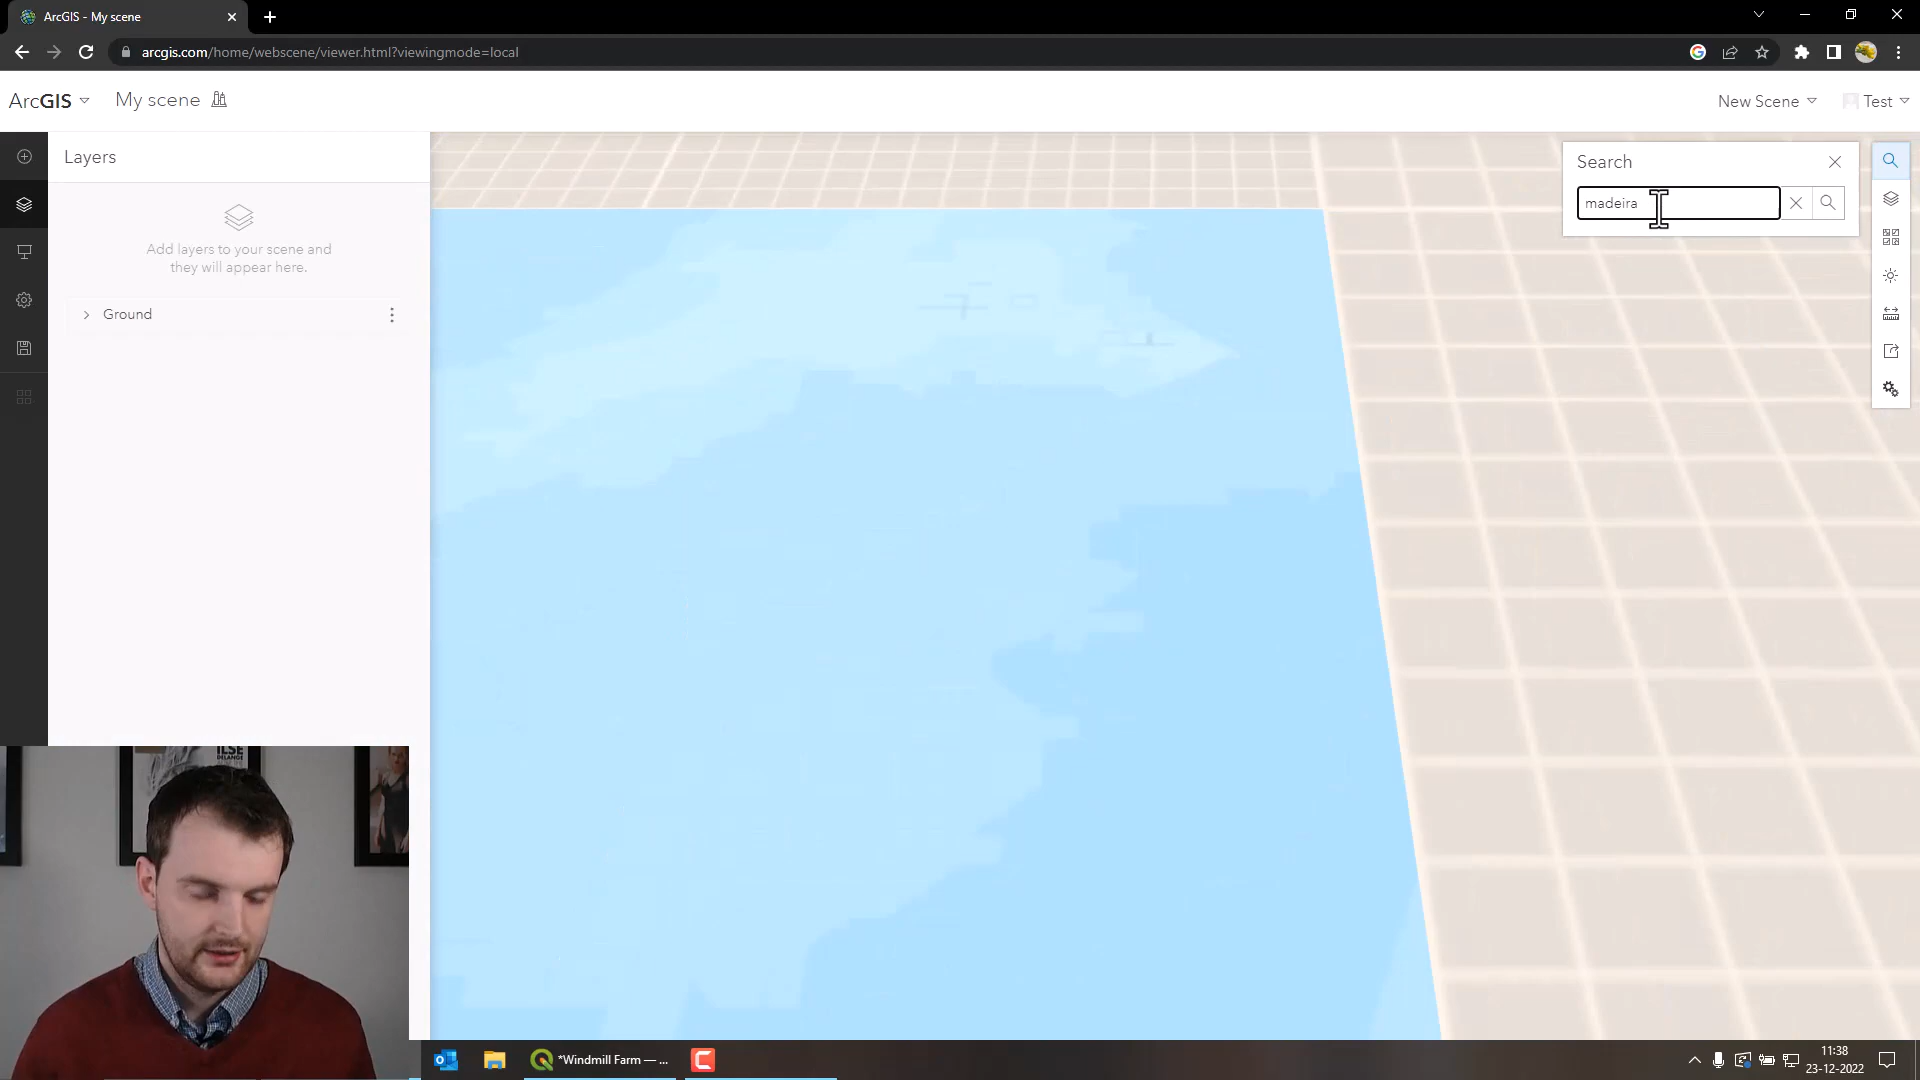 ArcGIS - My scene
arcgis.com/home/webscene/viewer.html?viewingmode=local
ArcGIS
My scene
New Scene
Test
Layers
Search
madeira
Add layers to your scene and
they will appear here.
Ground
ILSE
DELANGE
*Windmill Farm — ...
11:38
23-12-2022